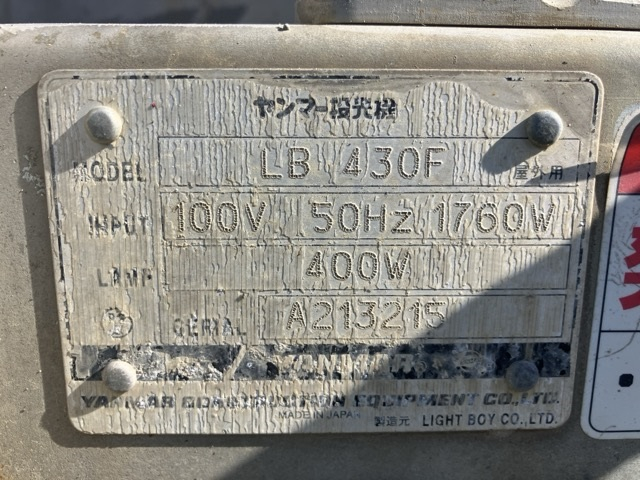 ヤンマー投光機
MODEL LB 430F 屋外用
INPUT 100V 50Hz 1760W
LAMP 400W
SERIAL A213215
YANMAR CONSTRUCTION EQUIPMENT CO.,LTD.
MADE IN JAPAN 製造元 LIGHT BOY CO.,LTD.